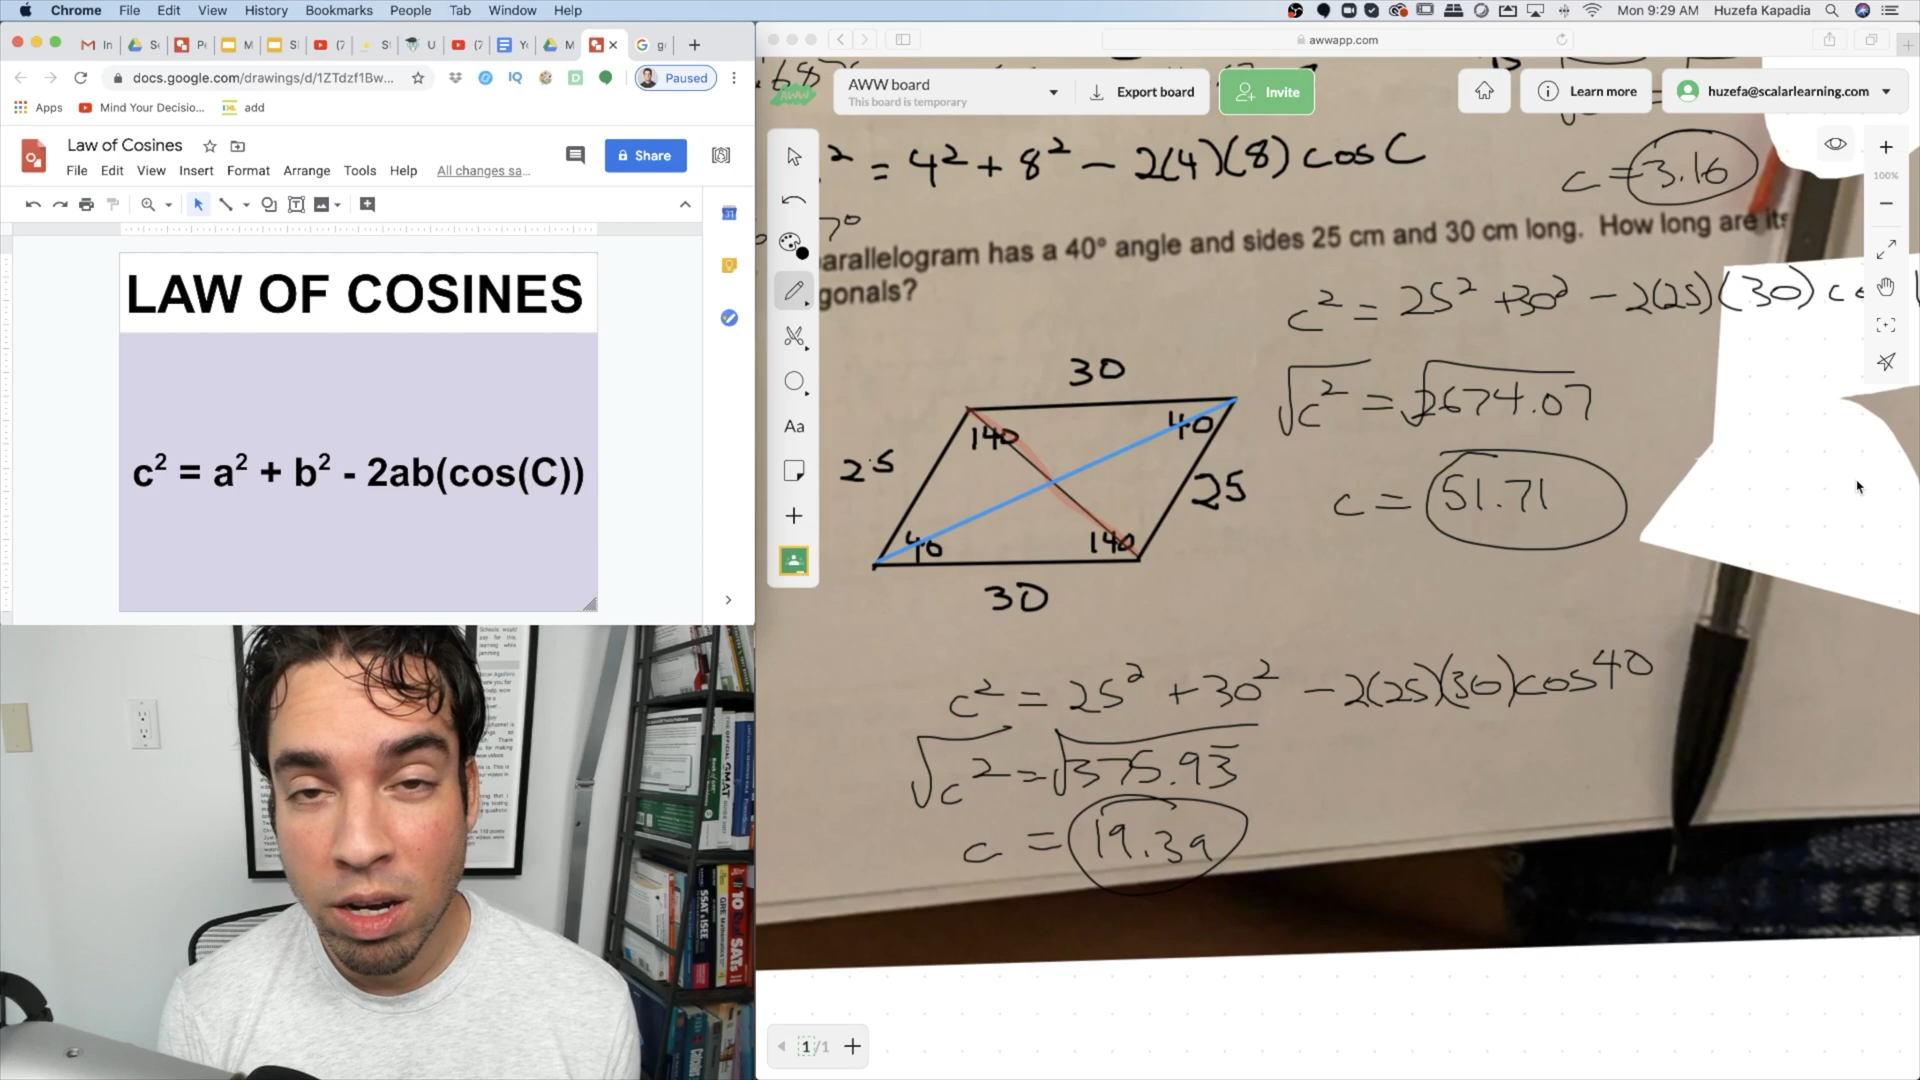 Chrome File Edit View History Bookmarks People Tab Window Help
Mon 9:29 AM Huzefa Kapadia
docs.google.com/drawings/d/1ZTdzf1Bw...
Paused
Apps Mind Your Decisio... add
Law of Cosines
File Edit View Insert Format Arrange Tools Help All changes sa...
Share
LAW OF COSINES
c² = a² + b² - 2ab(cos(C))
awwapp.com
AWW board
This board is temporary
Export board
Invite
Learn more
huzefa@scalarlearning.com
100%
Aa
² = 4² + 8² - 2(4)(8) cos C
c = 3.16
7°
arallelogram has a 40° angle and sides 25 cm and 30 cm long. How long are its
gonals?
c² = 25² + 30² - 2(25)(30) co
√c² = √2674.07
c = 51.71
30
140
40
25
25
40
140
30
c² = 25² + 30² - 2(25)(30) cos 40
√c² = √375.93
c = 19.39
1/1